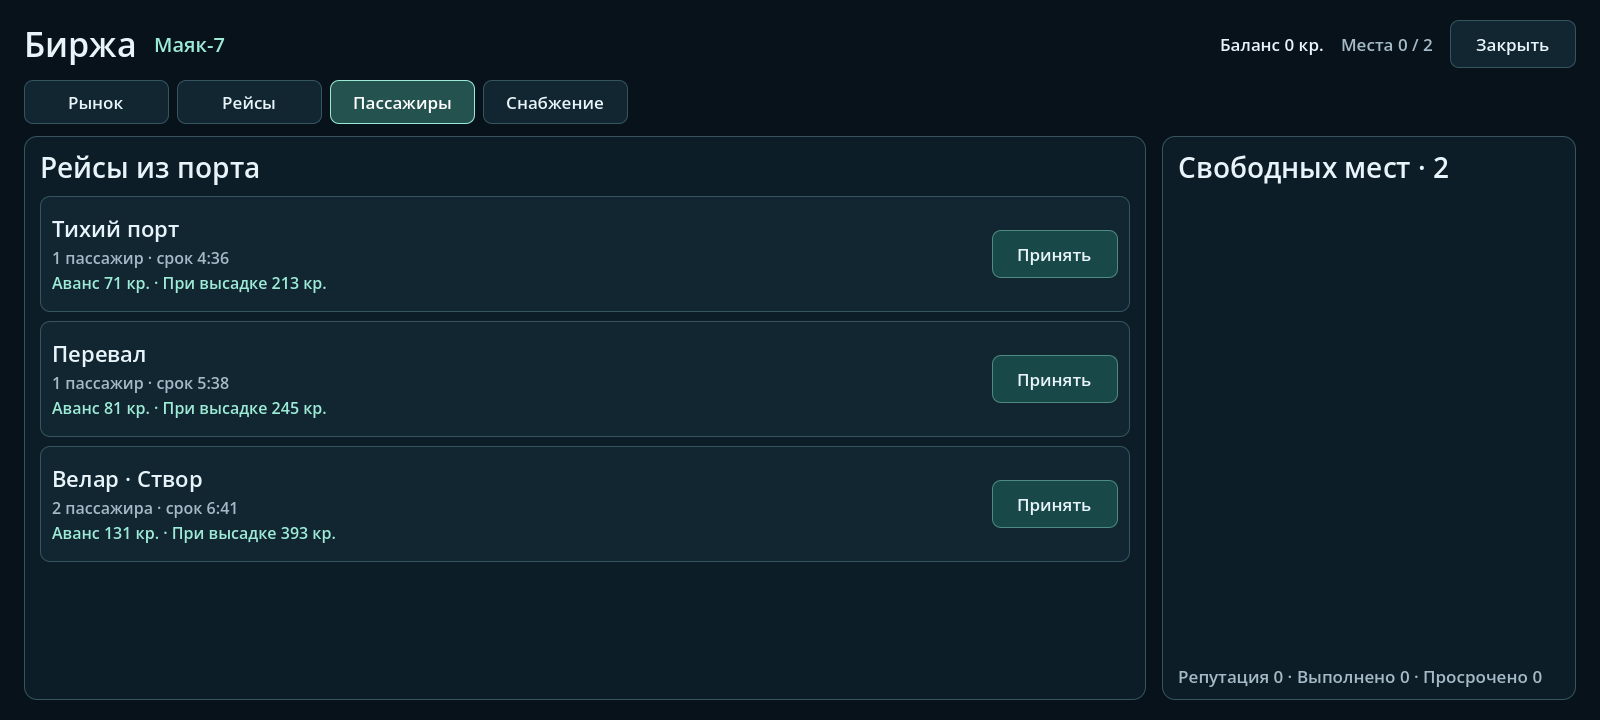 Биржа Маяк-7
Баланс 0 кр. Места 0 / 2 Закрыть
Рынок Рейсы Пассажиры Снабжение
Рейсы из порта
Тихий порт
1 пассажир · срок 4:36
Аванс 71 кр. · При высадке 213 кр.
Принять
Перевал
1 пассажир · срок 5:38
Аванс 81 кр. · При высадке 245 кр.
Принять
Велар · Створ
2 пассажира · срок 6:41
Аванс 131 кр. · При высадке 393 кр.
Принять
Свободных мест · 2
Репутация 0 · Выполнено 0 · Просрочено 0